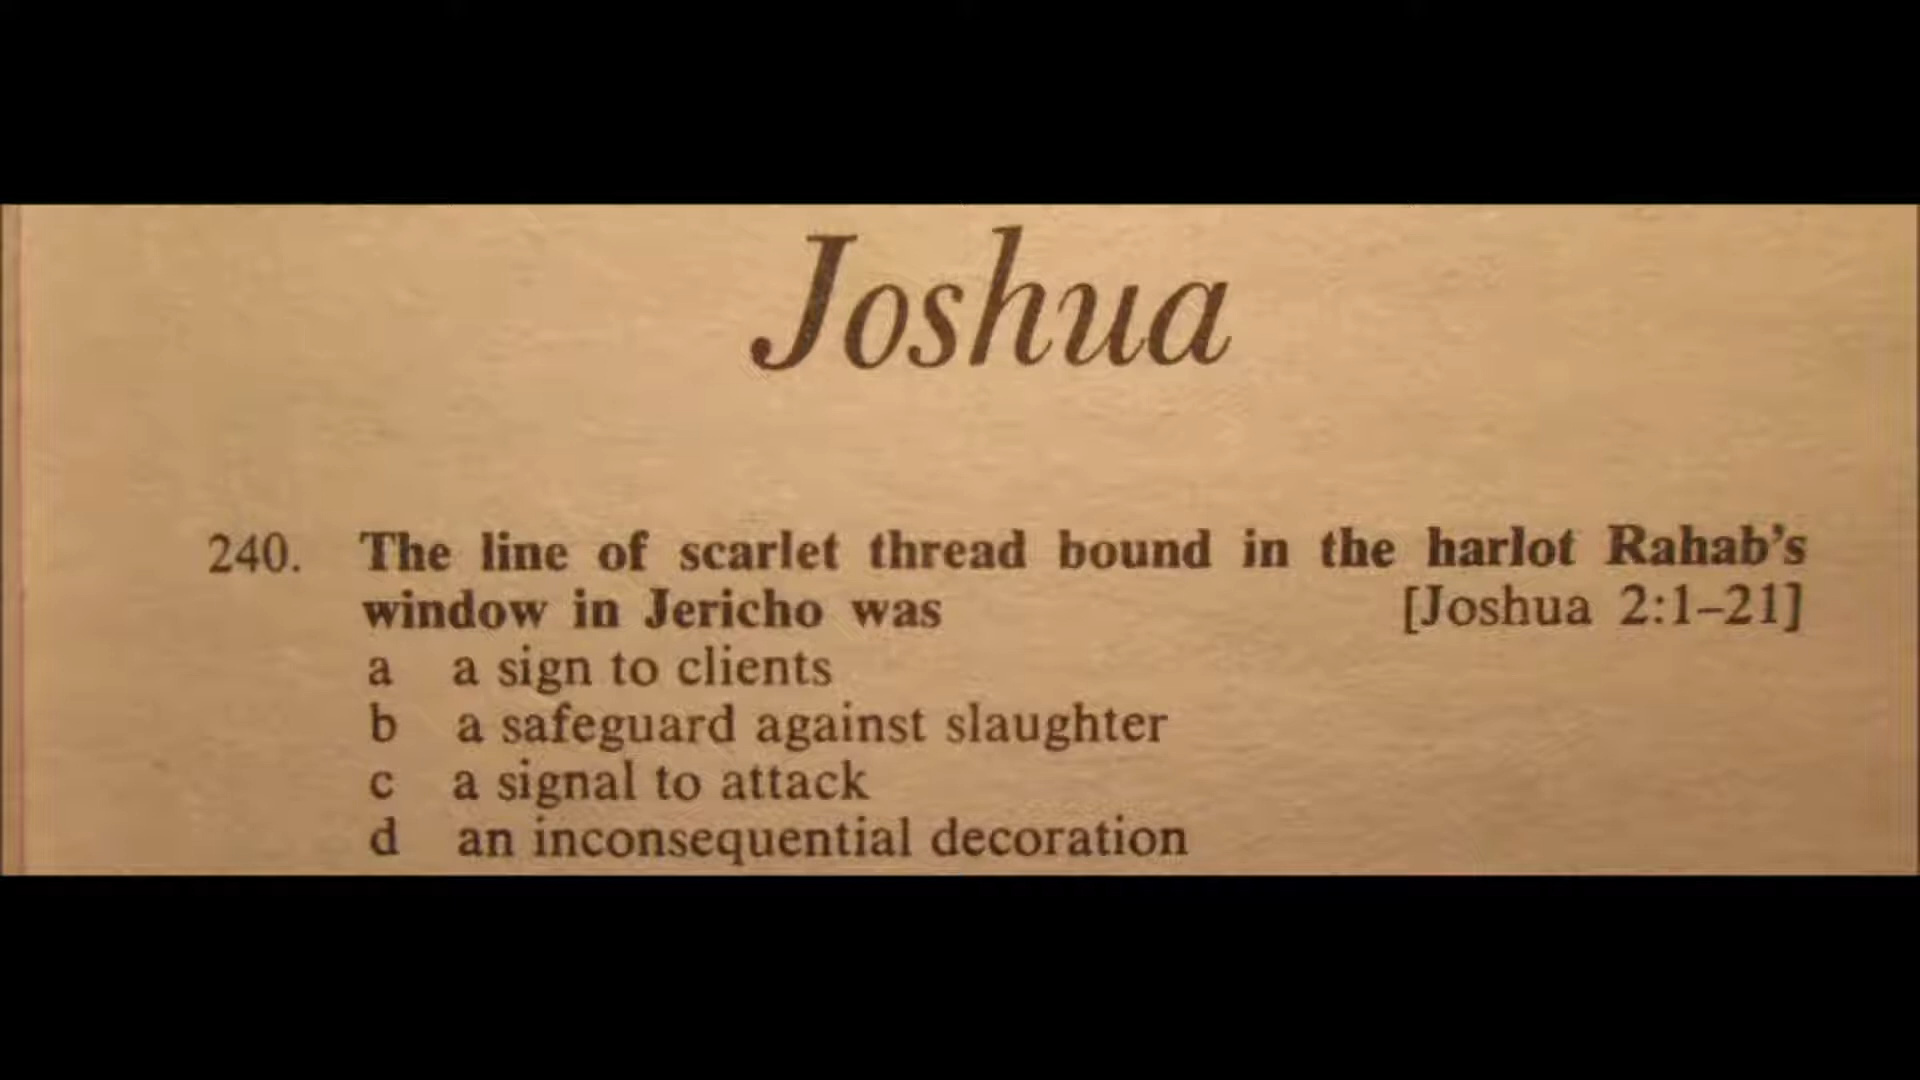 Joshua
240. The line of scarlet thread bound in the harlot Rahab's
window in Jericho was [Joshua 2:1–21]
a a sign to clients
b a safeguard against slaughter
c a signal to attack
d an inconsequential decoration